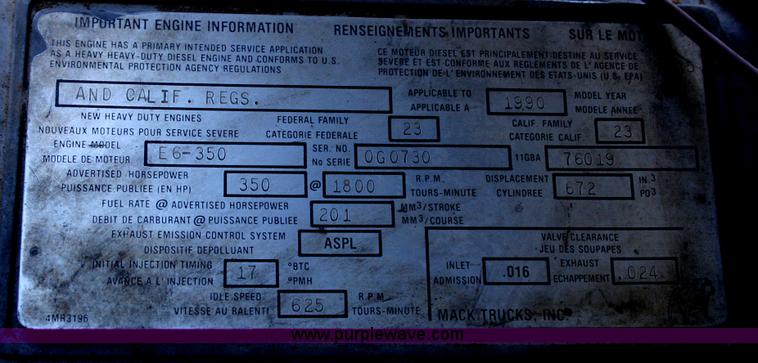 IMPORTANT ENGINE INFORMATION RENSEIGNEMENTS IMPORTANTS SUR LE MOT
THIS ENGINE HAS A PRIMARY INTENDED SERVICE APPLICATION
AS A HEAVY HEAVY-DUTY DIESEL ENGINE AND CONFORMS TO U.S.
ENVIRONMENTAL PROTECTION AGENCY REGULATIONS
CE MOTEUR DIESEL EST PRINCIPALEMENT DESTINE AU SERVICE
SEVERE ET EST CONFORME AUX REGLEMENTS DE L'AGENCE DE
PROTECTION DE L'ENVIRONNEMENT DES ETATS-UNIS (U.S. EPA)
AND CALIF. REGS. APPLICABLE TO 1990 MODEL YEAR
APPLICABLE A MODELE ANNEE
NEW HEAVY DUTY ENGINES FEDERAL FAMILY 23 CALIF. FAMILY 23
NOUVEAUX MOTEURS POUR SERVICE SEVERE CATEGORIE FEDERALE CATEGORIE CALIF.
ENGINE MODEL E6-350 SER. NO. 0G0730 11GBA 76019
MODELE DE MOTEUR No SERIE
ADVERTISED HORSEPOWER 350 @ 1800 R.P.M. DISPLACEMENT 672 IN.3
PUISSANCE PUBLIEE (EN HP) TOURS-MINUTE CYLINDREE PO3
FUEL RATE @ ADVERTISED HORSEPOWER 201 MM3/STROKE
DEBIT DE CARBURANT @ PUISSANCE PUBLIEE MM3/COURSE
EXHAUST EMISSION CONTROL SYSTEM ASPL VALVE CLEARANCE
DISPOSITIF DEPOLLUANT JEU DES SOUPAPES
INITIAL INJECTION TIMING 17 °BTC INLET .016 EXHAUST .024
AVANCE A L'INJECTION °PMH ADMISSION ECHAPPEMENT
IDLE SPEED 625 R.P.M.
VITESSE AU RALENTI TOURS-MINUTE
4MR3196 MACK TRUCKS, INC.
www.purplewave.com